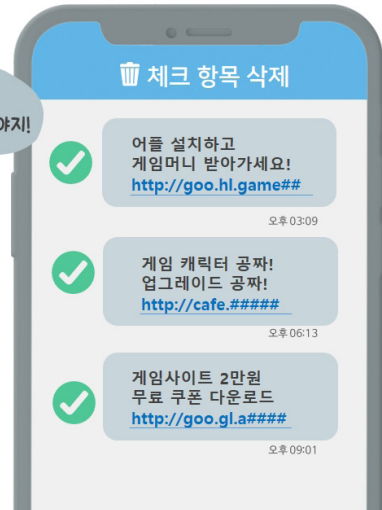 체크 항목 삭제
야지!
어플 설치하고
게임머니 받아가세요!
http://goo.hl.game##
오후 03:09
게임 캐릭터 공짜!
업그레이드 공짜!
http://cafe.#####
오후 06:13
게임사이트 2만원
무료 쿠폰 다운로드
http://goo.gl.a####
오후 09:01